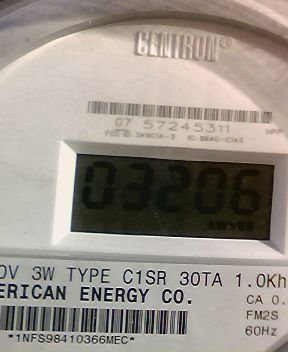 CENTRON®
07 57245311
03206
kWh
0V 3W TYPE C1SR 30TA 1.0Kh
ERICAN ENERGY CO.
CA 0.
FM2S
60Hz
*1NFS98410366MEC*